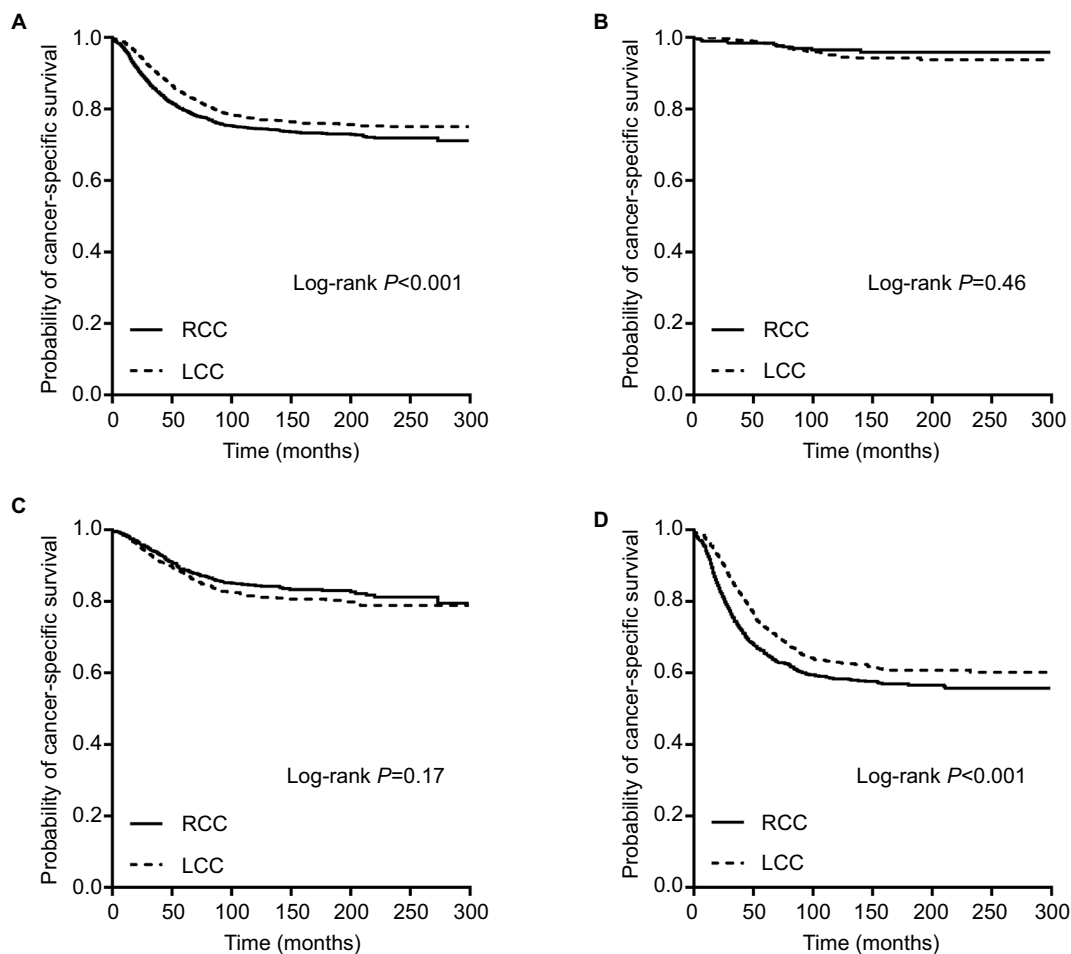 A
Probability of cancer-specific survival
1.0
0.8
0.6
0.4
0.2
0.0
Log-rank P<0.001
RCC
LCC
0 50 100 150 200 250 300
Time (months)
B
Probability of cancer-specific survival
1.0
0.8
0.6
0.4
0.2
0.0
Log-rank P=0.46
RCC
LCC
0 50 100 150 200 250 300
Time (months)
C
Probability of cancer-specific survival
1.0
0.8
0.6
0.4
0.2
0.0
Log-rank P=0.17
RCC
LCC
0 50 100 150 200 250 300
Time (months)
D
Probability of cancer-specific survival
1.0
0.8
0.6
0.4
0.2
0.0
Log-rank P<0.001
RCC
LCC
0 50 100 150 200 250 300
Time (months)